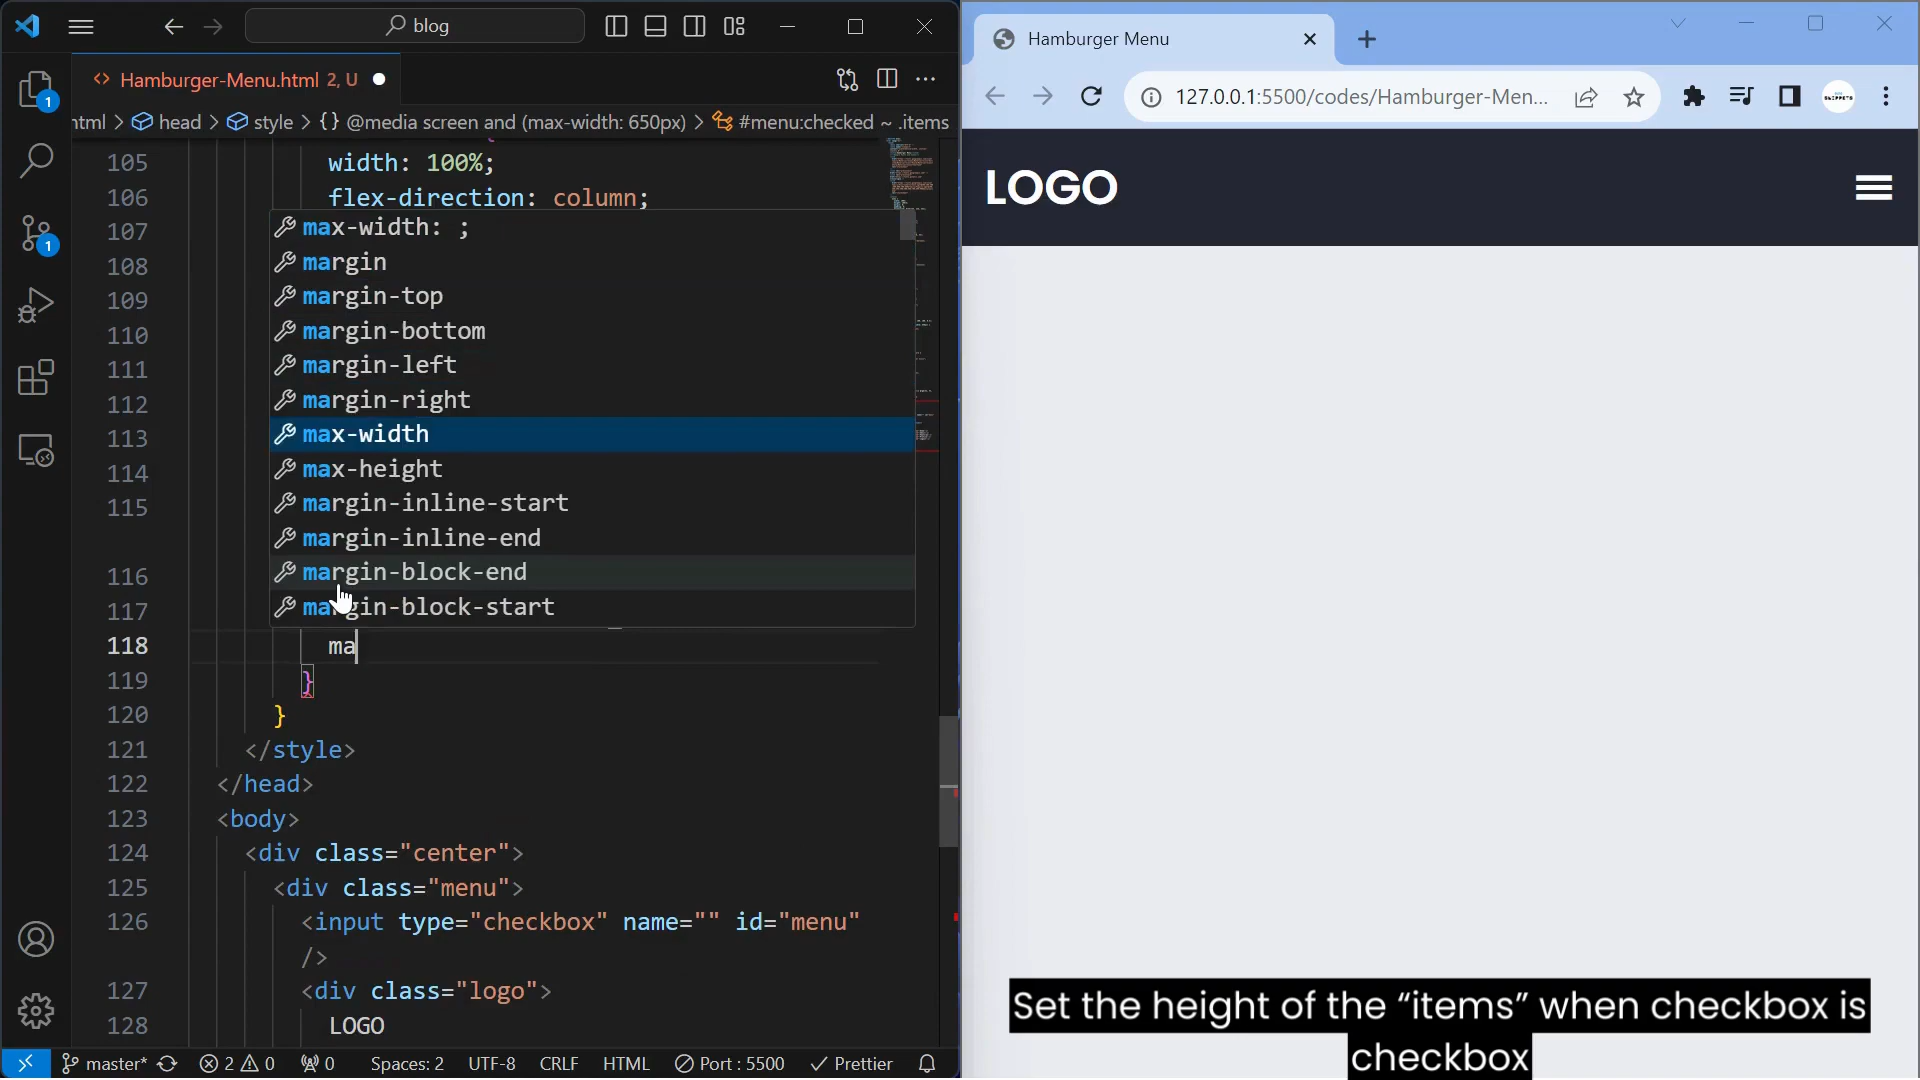 blog
Hamburger-Menu.html 2, U
html > head > style > {} @media screen and (max-width: 650px) > #menu:checked ~ .items
105 width: 100%;
106 flex-direction: column;
107
108
109
110
111
112
113
114
115
116
117
118 ma
119 }
120 }
121 </style>
122 </head>
123 <body>
124 <div class="center">
125 <div class="menu">
126 <input type="checkbox" name="" id="menu"
/>
127 <div class="logo">
128 LOGO
max-width: ;
margin
margin-top
margin-bottom
margin-left
margin-right
max-width
max-height
margin-inline-start
margin-inline-end
margin-block-end
margin-block-start
1
1
master* 2 0 0 Spaces: 2 UTF-8 CRLF HTML Port : 5500 Prettier
Hamburger Menu
127.0.0.1:5500/codes/Hamburger-Men...
LOGO
Set the height of the “items” when checkbox is
checkbox